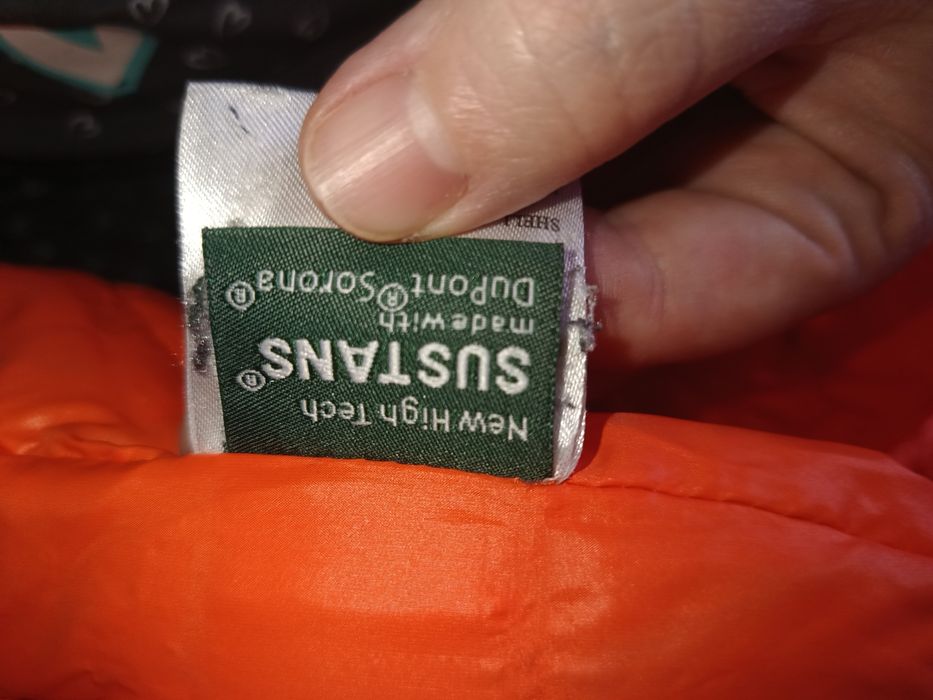 New High Tech
SUSTANS®
made with
DuPont® Sorona®